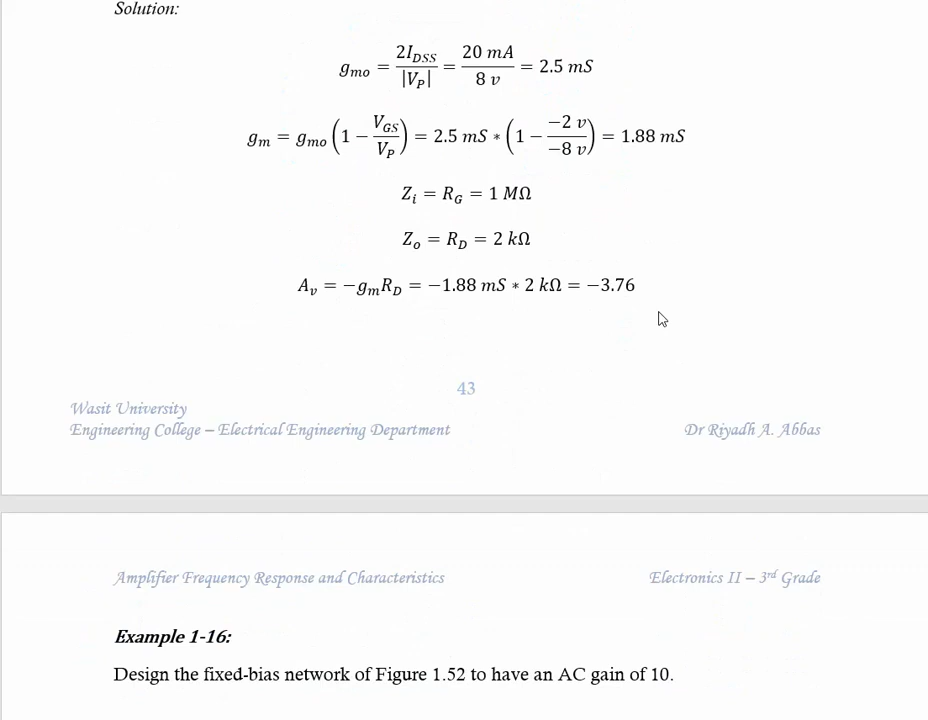 Solution:
g_mo = 2I_DSS / |V_P| = 20 mA / 8 v = 2.5 mS
g_m = g_mo (1 − V_GS / V_P) = 2.5 mS ∗ (1 − −2 v / −8 v) = 1.88 mS
Z_i = R_G = 1 MΩ
Z_o = R_D = 2 kΩ
A_v = −g_m R_D = −1.88 mS ∗ 2 kΩ = −3.76
43
Wasit University
Engineering College – Electrical Engineering Department Dr Riyadh A. Abbas
Amplifier Frequency Response and Characteristics Electronics II – 3rd Grade
Example 1-16:
Design the fixed-bias network of Figure 1.52 to have an AC gain of 10.